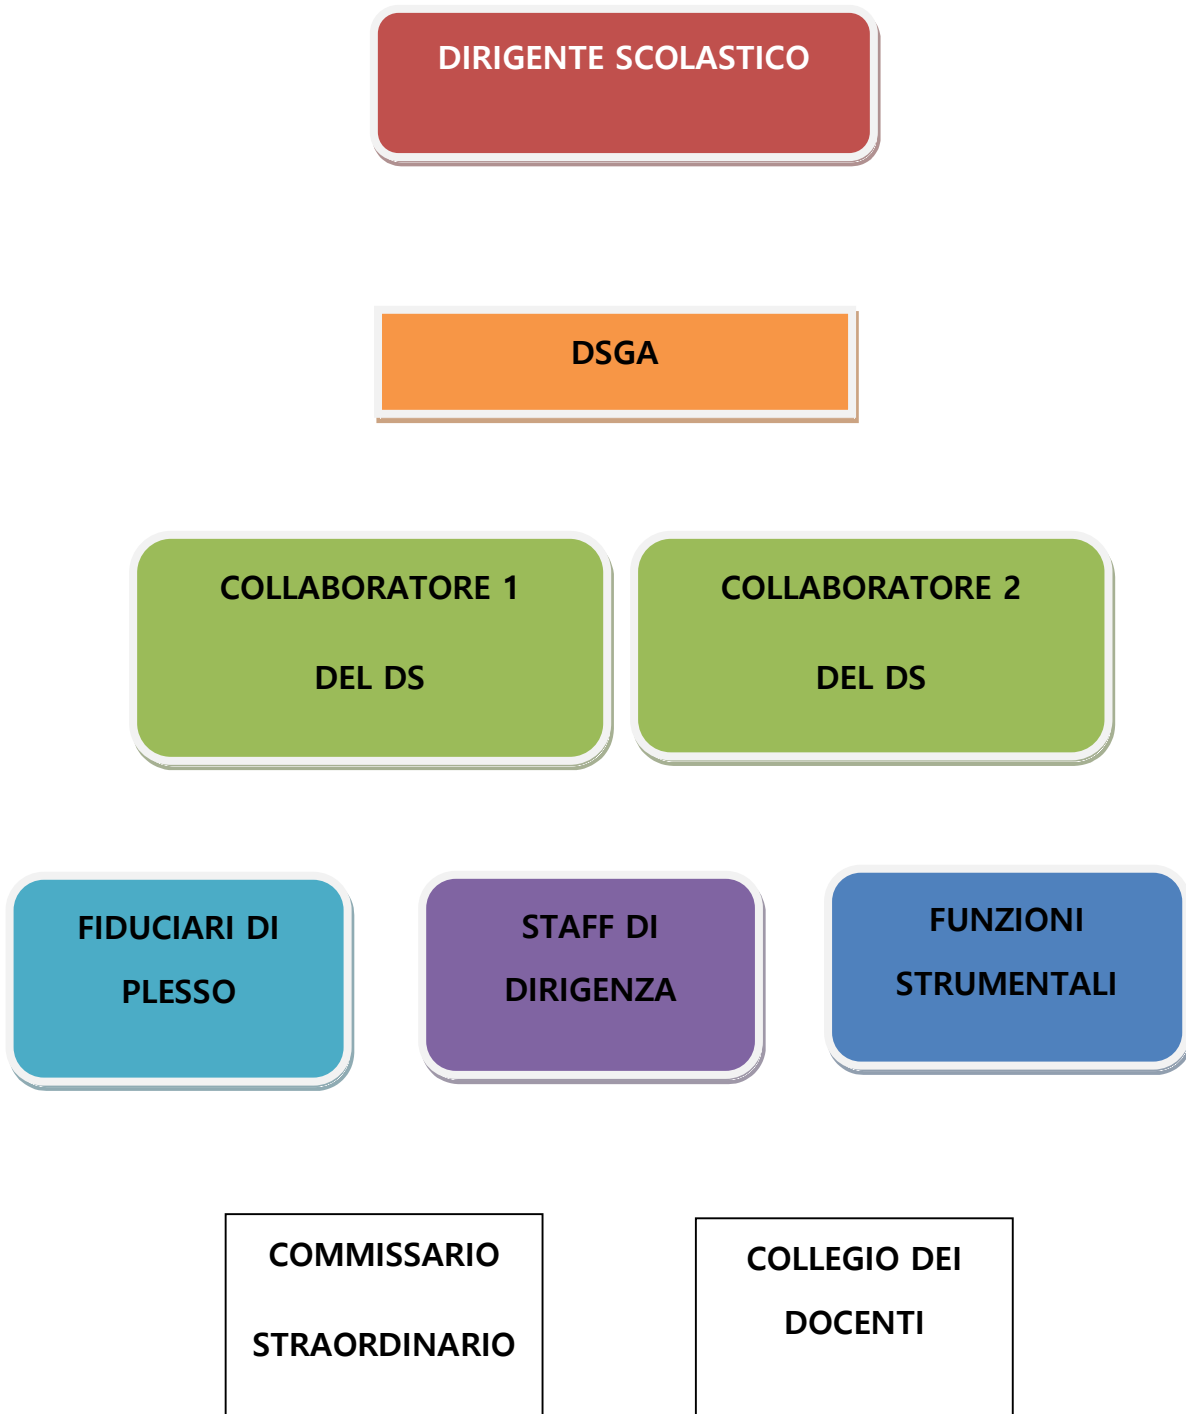 DIRIGENTE SCOLASTICO
DSGA
COLLABORATORE 1
DEL DS
COLLABORATORE 2
DEL DS
FIDUCIARI DI
PLESSO
STAFF DI
DIRIGENZA
FUNZIONI
STRUMENTALI
COMMISSARIO
STRAORDINARIO
COLLEGIO DEI
DOCENTI